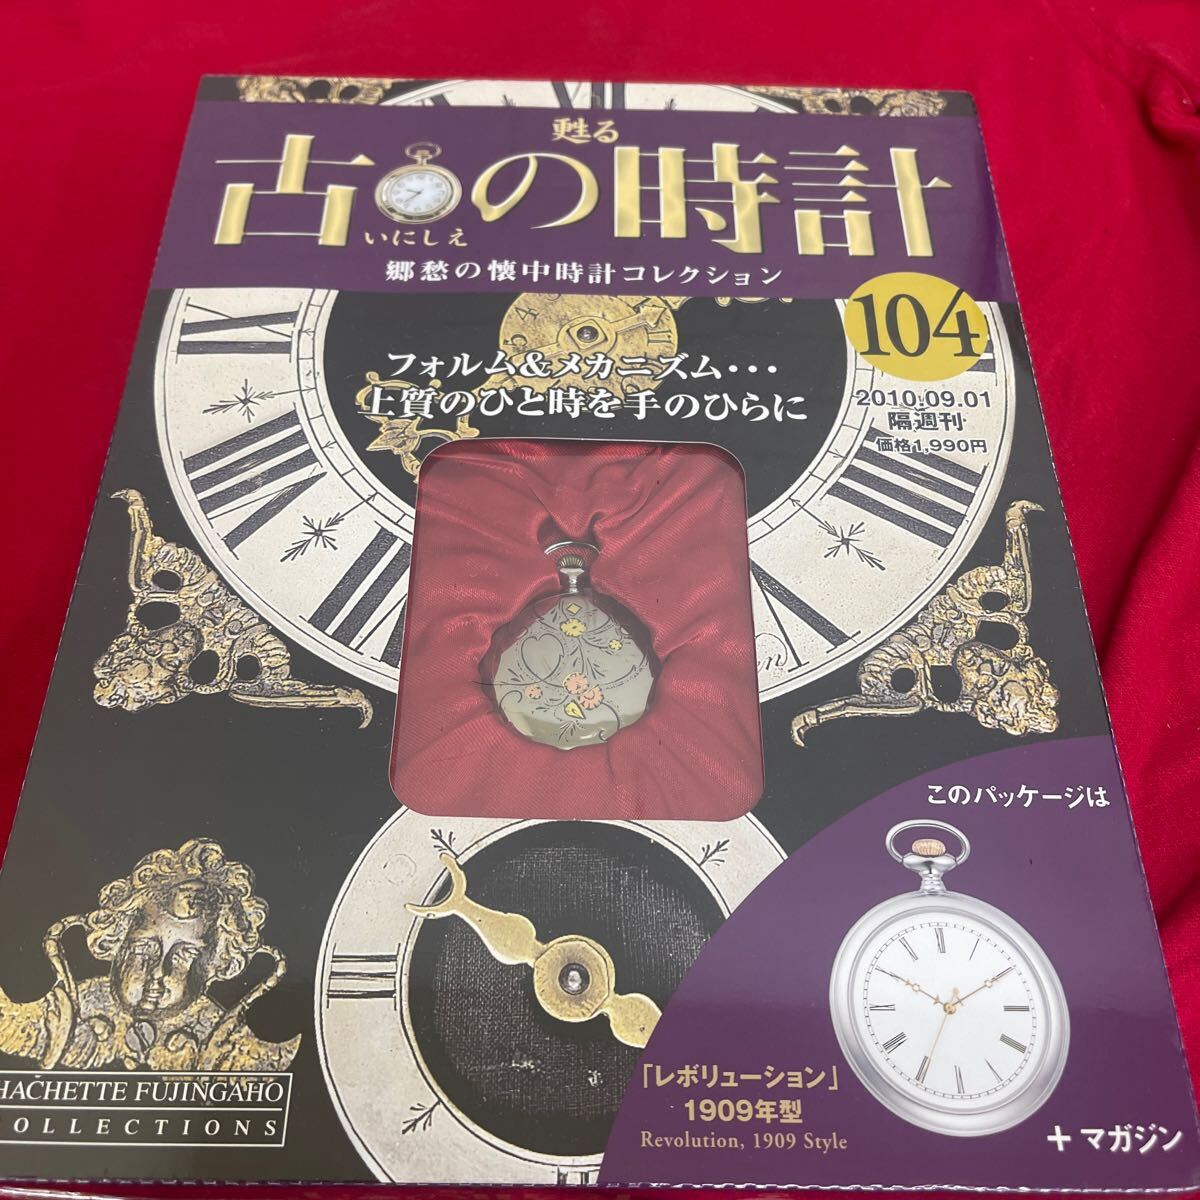 甦る
古の時計
いにしえ
郷愁の懐中時計コレクション
104
2010.09.01
隔週刊
価格1,990円
フォルム&メカニズム・・・
上質のひと時を手のひらに
このパッケージは
「レボリューション」
1909年型
Revolution, 1909 Style
+マガジン
HACHETTE FUJINGAHO
COLLECTIONS